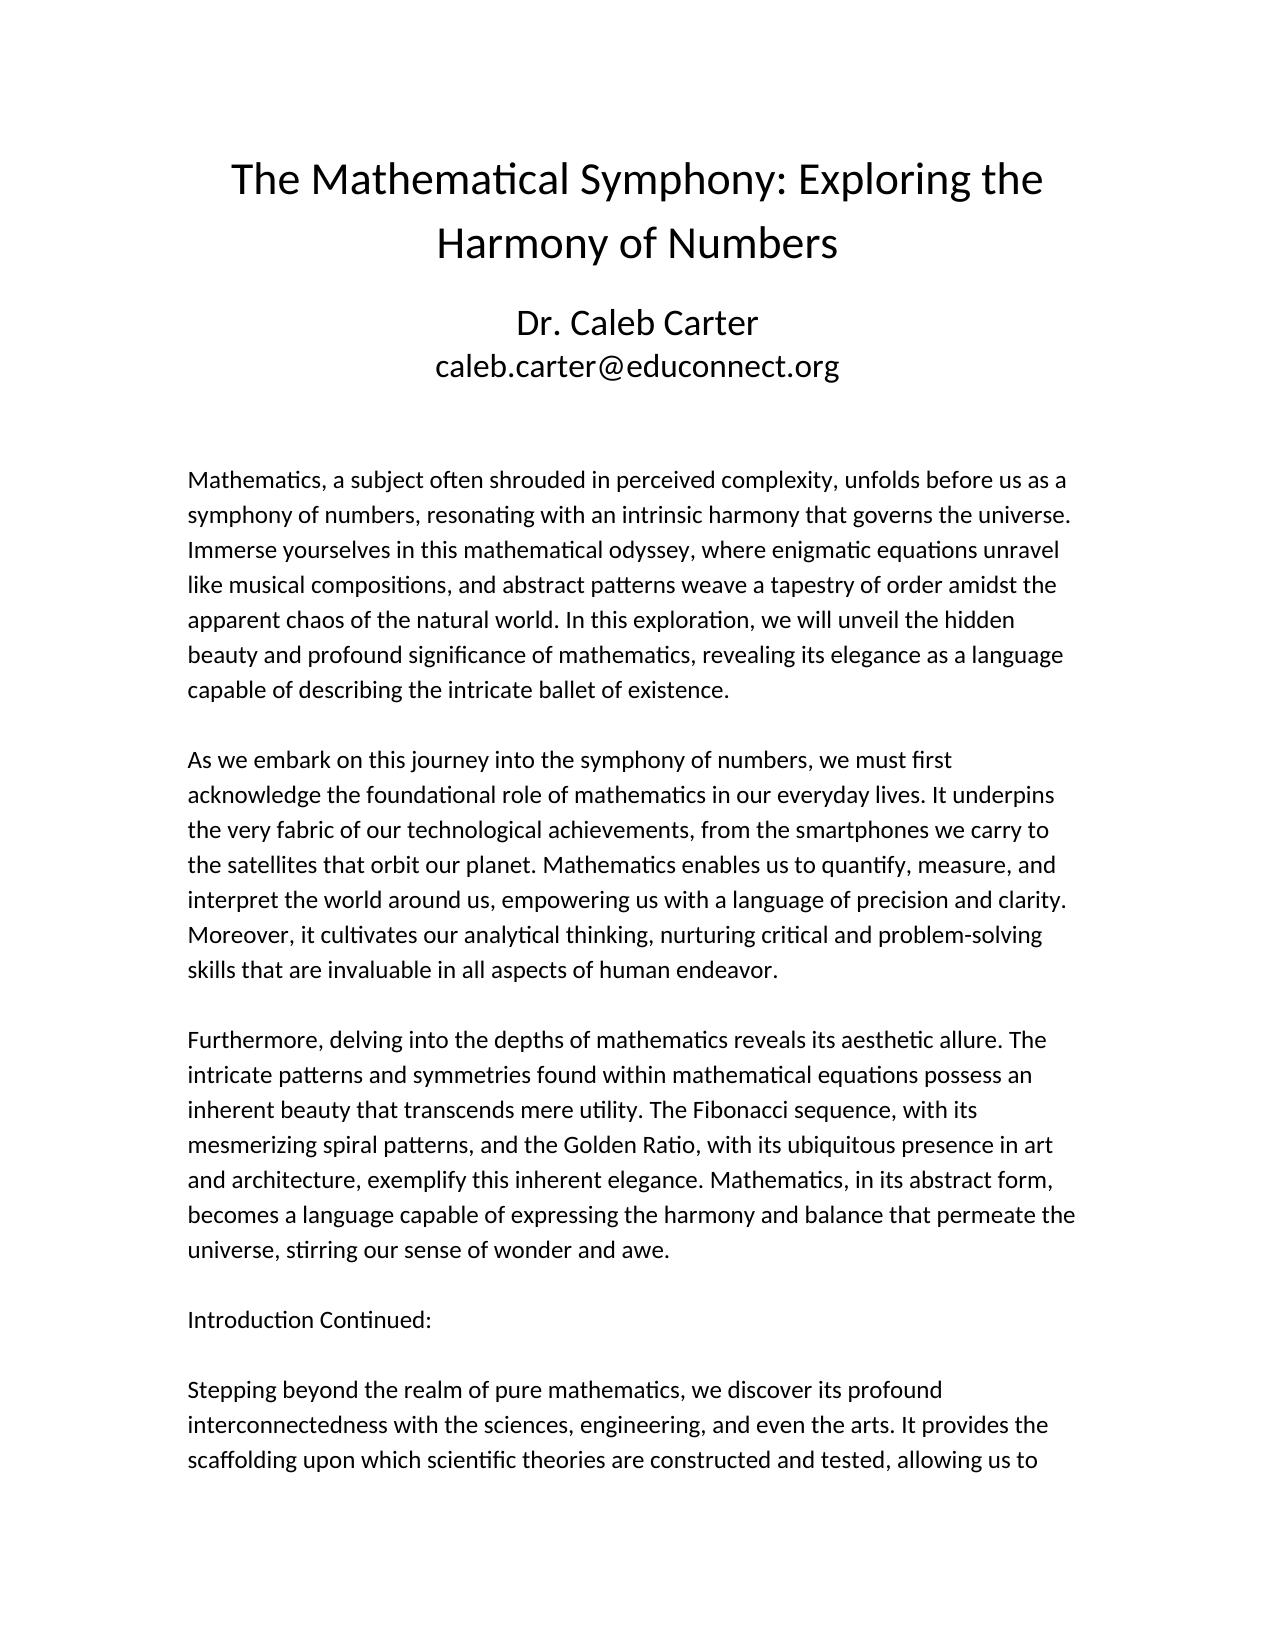 The Mathematical Symphony: Exploring the
Harmony of Numbers
Dr. Caleb Carter
caleb.carter@educonnect.org
Mathematics, a subject often shrouded in perceived complexity, unfolds before us as a
symphony of numbers, resonating with an intrinsic harmony that governs the universe.
Immerse yourselves in this mathematical odyssey, where enigmatic equations unravel
like musical compositions, and abstract patterns weave a tapestry of order amidst the
apparent chaos of the natural world. In this exploration, we will unveil the hidden
beauty and profound significance of mathematics, revealing its elegance as a language
capable of describing the intricate ballet of existence.
As we embark on this journey into the symphony of numbers, we must first
acknowledge the foundational role of mathematics in our everyday lives. It underpins
the very fabric of our technological achievements, from the smartphones we carry to
the satellites that orbit our planet. Mathematics enables us to quantify, measure, and
interpret the world around us, empowering us with a language of precision and clarity.
Moreover, it cultivates our analytical thinking, nurturing critical and problem-solving
skills that are invaluable in all aspects of human endeavor.
Furthermore, delving into the depths of mathematics reveals its aesthetic allure. The
intricate patterns and symmetries found within mathematical equations possess an
inherent beauty that transcends mere utility. The Fibonacci sequence, with its
mesmerizing spiral patterns, and the Golden Ratio, with its ubiquitous presence in art
and architecture, exemplify this inherent elegance. Mathematics, in its abstract form,
becomes a language capable of expressing the harmony and balance that permeate the
universe, stirring our sense of wonder and awe.
Introduction Continued:
Stepping beyond the realm of pure mathematics, we discover its profound
interconnectedness with the sciences, engineering, and even the arts. It provides the
scaffolding upon which scientific theories are constructed and tested, allowing us to